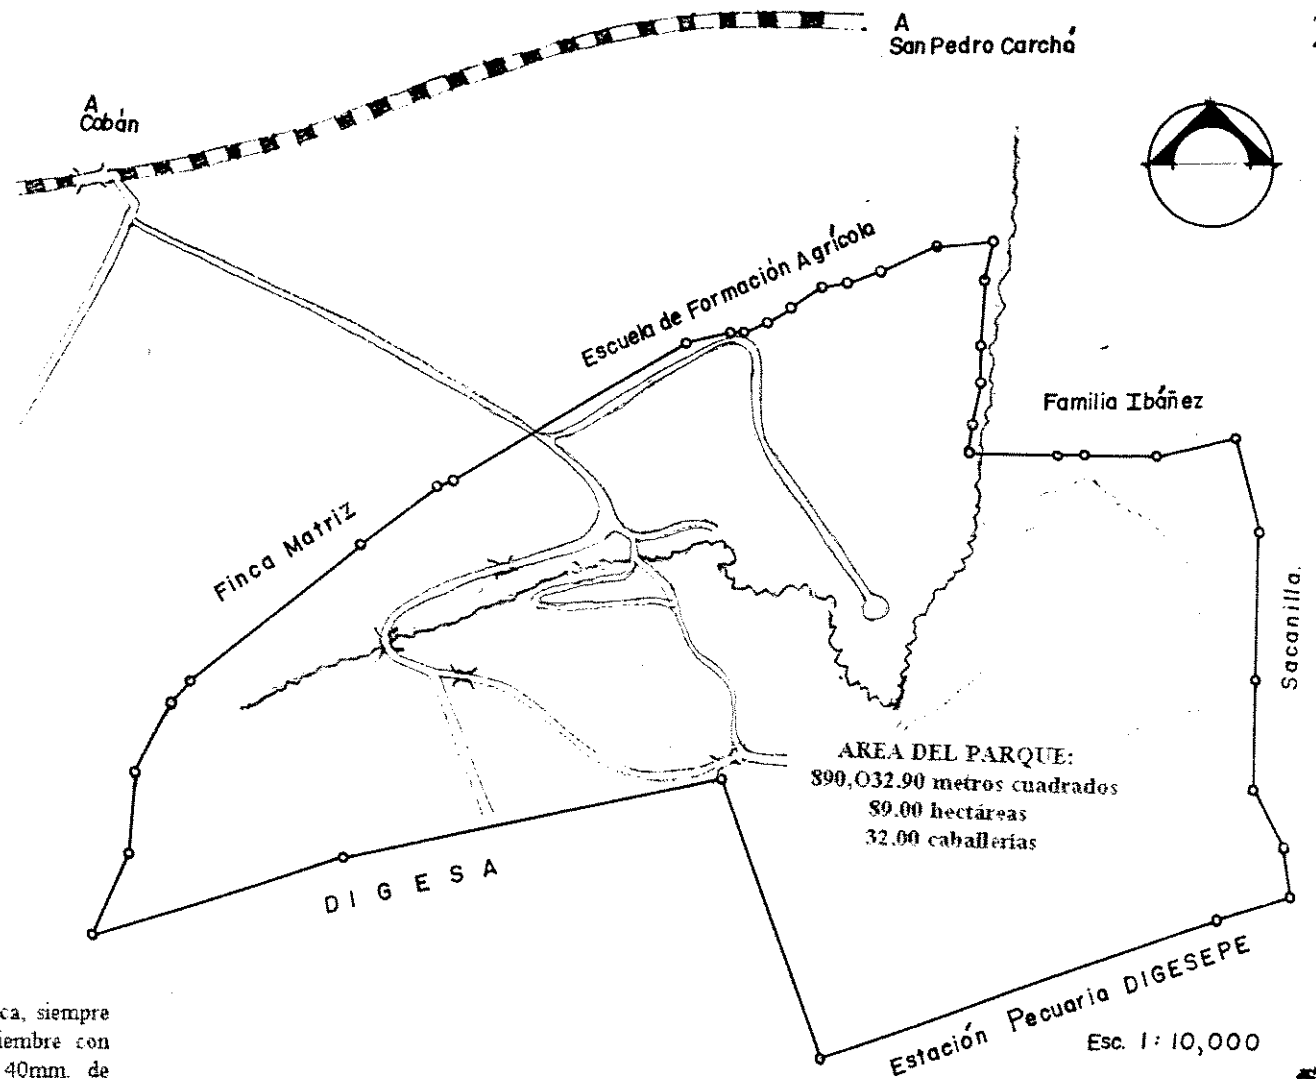 A
San Pedro Carchá
A
Cobán
Escuela de Formación Agrícola
Familia Ibáñez
Finca Matriz
Sacanilla.
AREA DEL PARQUE:
890,O32.90 metros cuadrados
89.00 hectáreas
32.00 caballerías
DIGESA
Estación Pecuaria DIGESEPE
Esc. 1:10,000
ca, siempre
iembre con
40mm. de